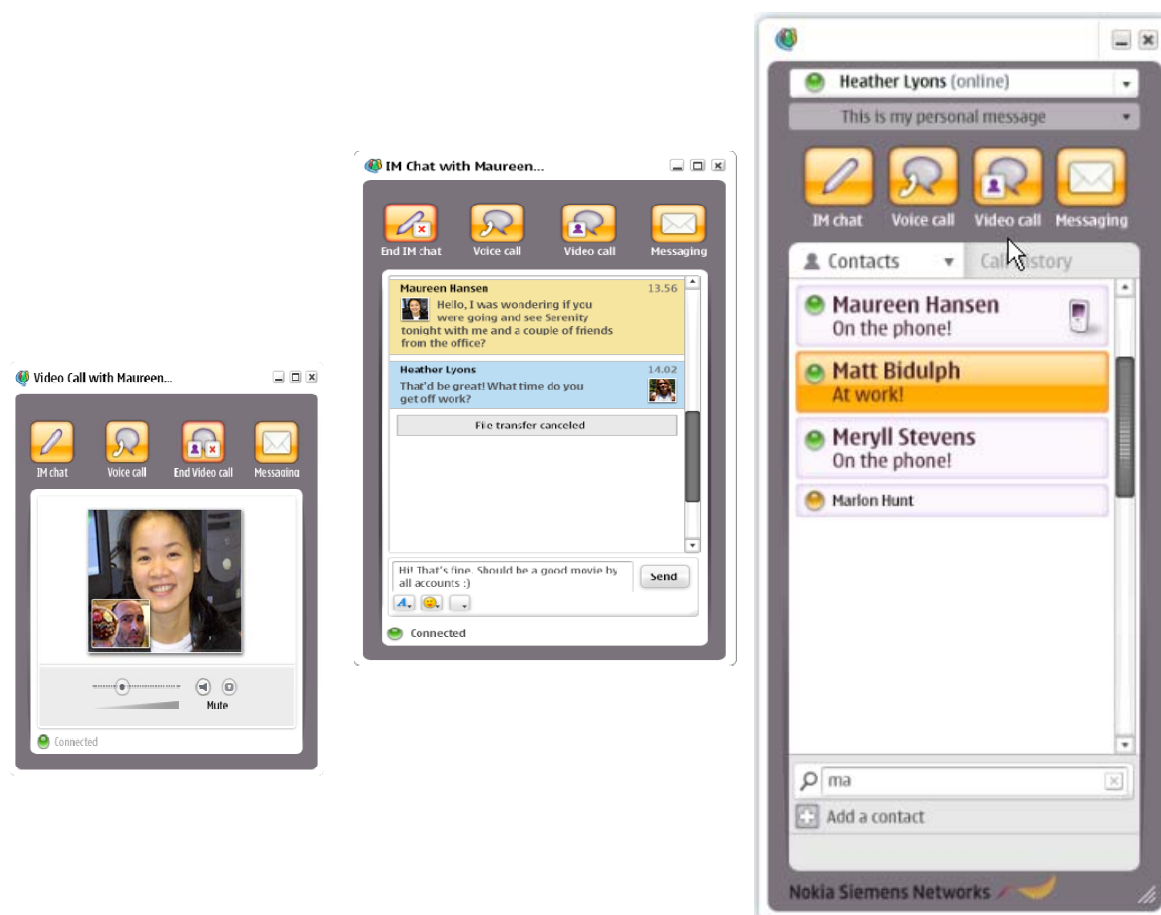 Video Call with Maureen...
IM chat
Voice call
End Video call
Messaging
Mute
Connected
IM Chat with Maureen...
End IM chat
Voice call
Video call
Messaging
Maureen Hansen 13.56
Hello, I was wondering if you
were going and see Serenity
tonight with me and a couple of friends
from the office?
Heather Lyons 14.02
That'd be great! What time do you
get off work?
File transfer canceled
Hi! That's fine. Should be a good movie by
all accounts :)
Send
A
Connected
Heather Lyons (online)
This is my personal message
IM chat
Voice call
Video call
Messaging
Contacts
Call history
Maureen Hansen
On the phone!
Matt Bidulph
At work!
Meryll Stevens
On the phone!
Marlon Hunt
ma
Add a contact
Nokia Siemens Networks